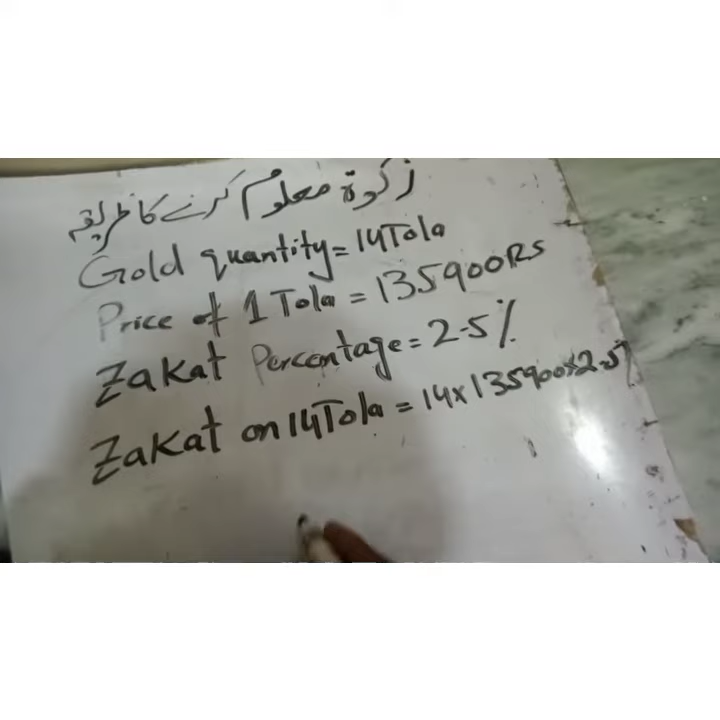 زکوۃ معلوم کرنے کا طریقہ
Gold quantity = 14Tola
Price of 1 Tola = 135900RS
Zakat Percentage = 2.5%
Zakat on 14Tola = 14x135900x2.5%